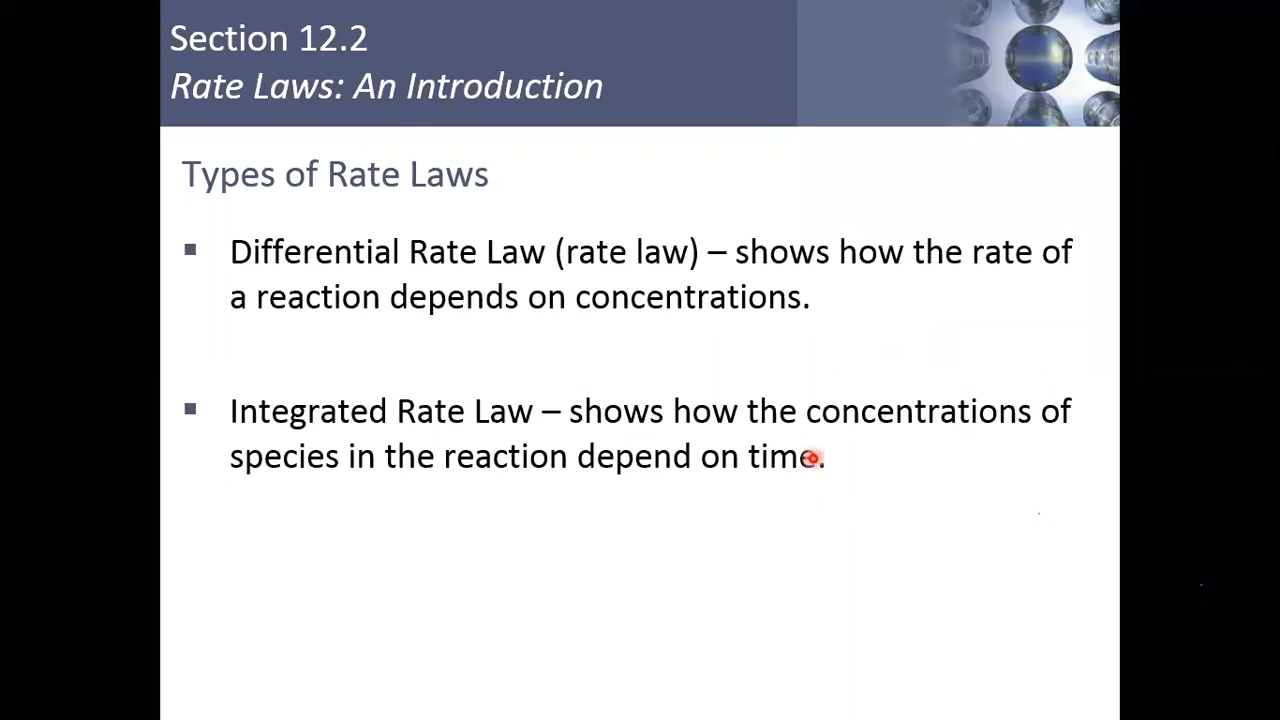 Section 12.2
Rate Laws: An Introduction
Types of Rate Laws
▪ Differential Rate Law (rate law) – shows how the rate of
a reaction depends on concentrations.
▪ Integrated Rate Law – shows how the concentrations of
species in the reaction depend on time.